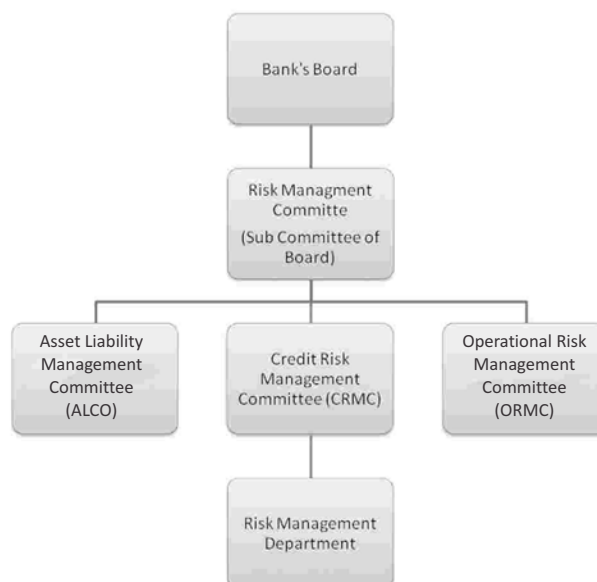 Bank's Board
Risk Managment
Committe
(Sub Committee of
Board)
Asset Liability
Management
Committee
(ALCO)
Credit Risk
Management
Committee (CRMC)
Operational Risk
Management
Committee
(ORMC)
Risk Management
Department